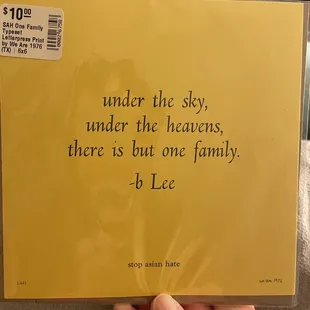 $10.00
SAH One Family
Typeset
Letterpress Print
by We Are 1976
(TX) | 6x6
under the sky,
under the heavens,
there is but one family.
-b Lee
stop asian hate